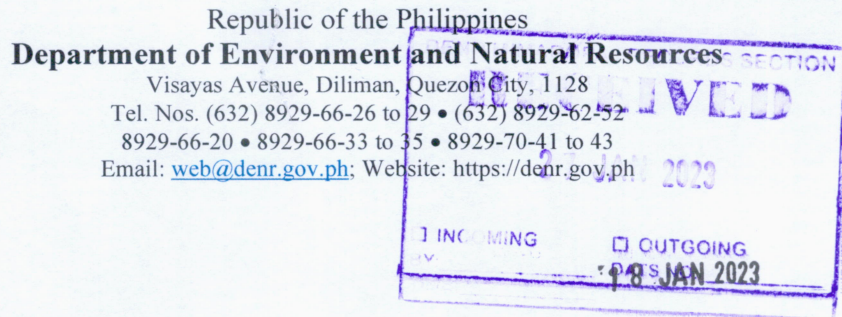 Republic of the Philippines
Department of Environment and Natural Resources
Visayas Avenue, Diliman, Quezon City, 1128
Tel. Nos. (632) 8929-66-26 to 29 • (632) 8929-62-52
8929-66-20 • 8929-66-33 to 35 • 8929-70-41 to 43
Email: web@denr.gov.ph; Website: https://denr.gov.ph
SECTION
RECEIVED
JAN 2023
INCOMING
OUTGOING
18 JAN 2023